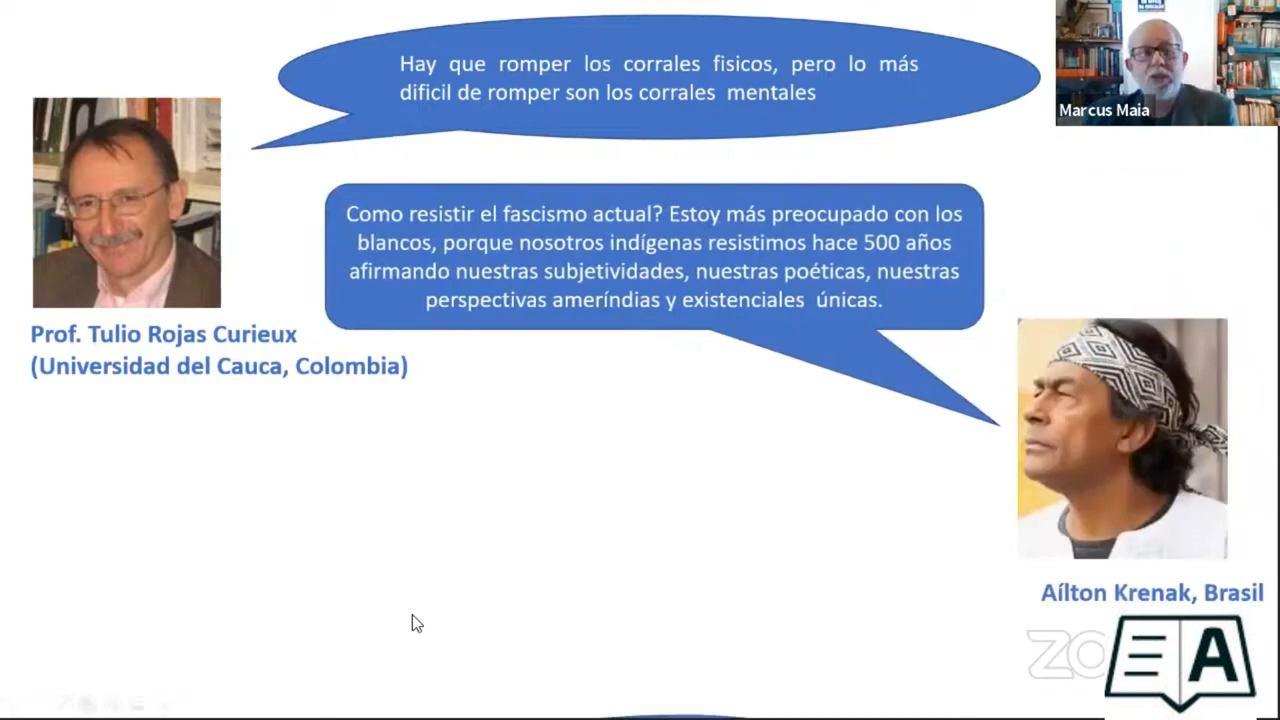 Hay que romper los corrales fisicos, pero lo más
dificil de romper son los corrales mentales
Marcus Maia
Como resistir el fascismo actual? Estoy más preocupado con los
blancos, porque nosotros indígenas resistimos hace 500 años
afirmando nuestras subjetividades, nuestras poéticas, nuestras
perspectivas ameríndias y existenciales únicas.
Prof. Tulio Rojas Curieux
(Universidad del Cauca, Colombia)
Aílton Krenak, Brasil
ZO
A